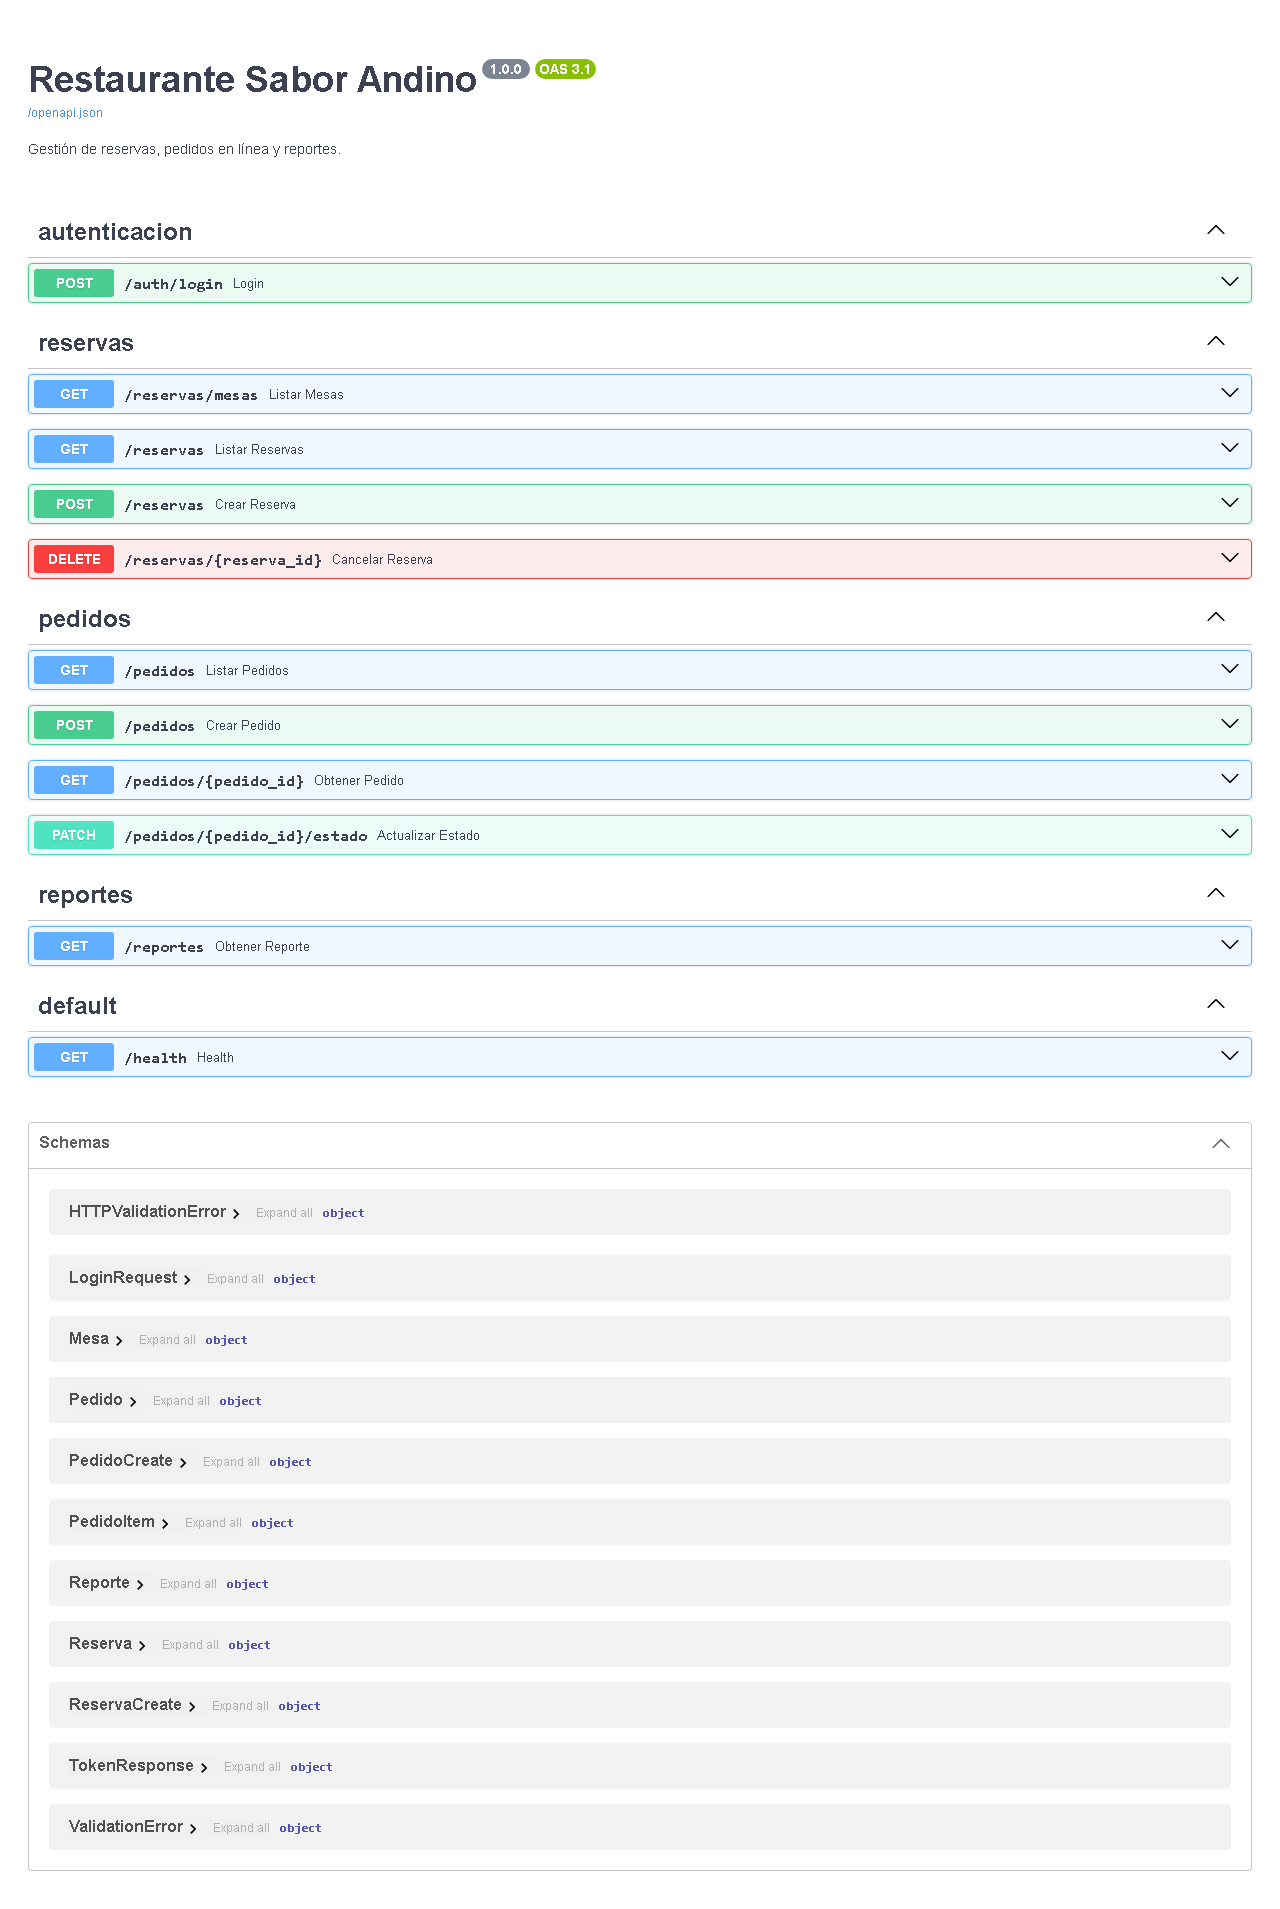 Restaurante Sabor Andino 1.0.0 OAS 3.1
/openapi.json
Gestión de reservas, pedidos en línea y reportes.
autenticacion
POST /auth/login Login
reservas
GET /reservas/mesas Listar Mesas
GET /reservas Listar Reservas
POST /reservas Crear Reserva
DELETE /reservas/{reserva_id} Cancelar Reserva
pedidos
GET /pedidos Listar Pedidos
POST /pedidos Crear Pedido
GET /pedidos/{pedido_id} Obtener Pedido
PATCH /pedidos/{pedido_id}/estado Actualizar Estado
reportes
GET /reportes Obtener Reporte
default
GET /health Health
Schemas
HTTPValidationError Expand all object
LoginRequest Expand all object
Mesa Expand all object
Pedido Expand all object
PedidoCreate Expand all object
PedidoItem Expand all object
Reporte Expand all object
Reserva Expand all object
ReservaCreate Expand all object
TokenResponse Expand all object
ValidationError Expand all object